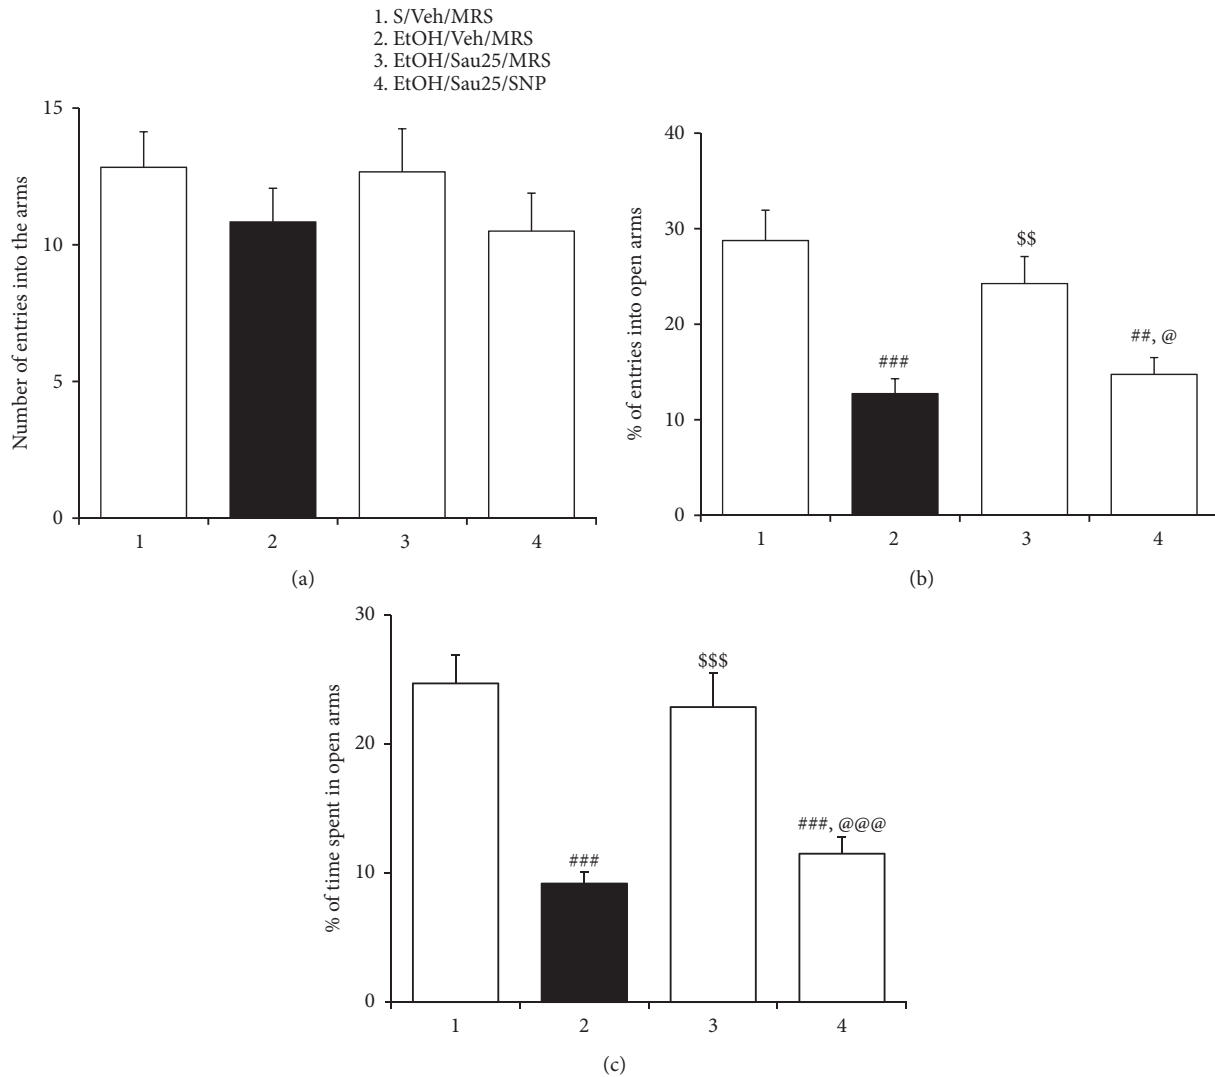 1. S/Veh/MRS
2. EtOH/Veh/MRS
3. EtOH/Sau25/MRS
4. EtOH/Sau25/SNP
Number of entries into the arms
15
10
5
0
1 2 3 4
(a)
% of entries into open arms
40
30
20
10
0
###
$$
##, @
1 2 3 4
(b)
% of time spent in open arms
30
20
10
0
###
$$$
###, @@@
1 2 3 4
(c)